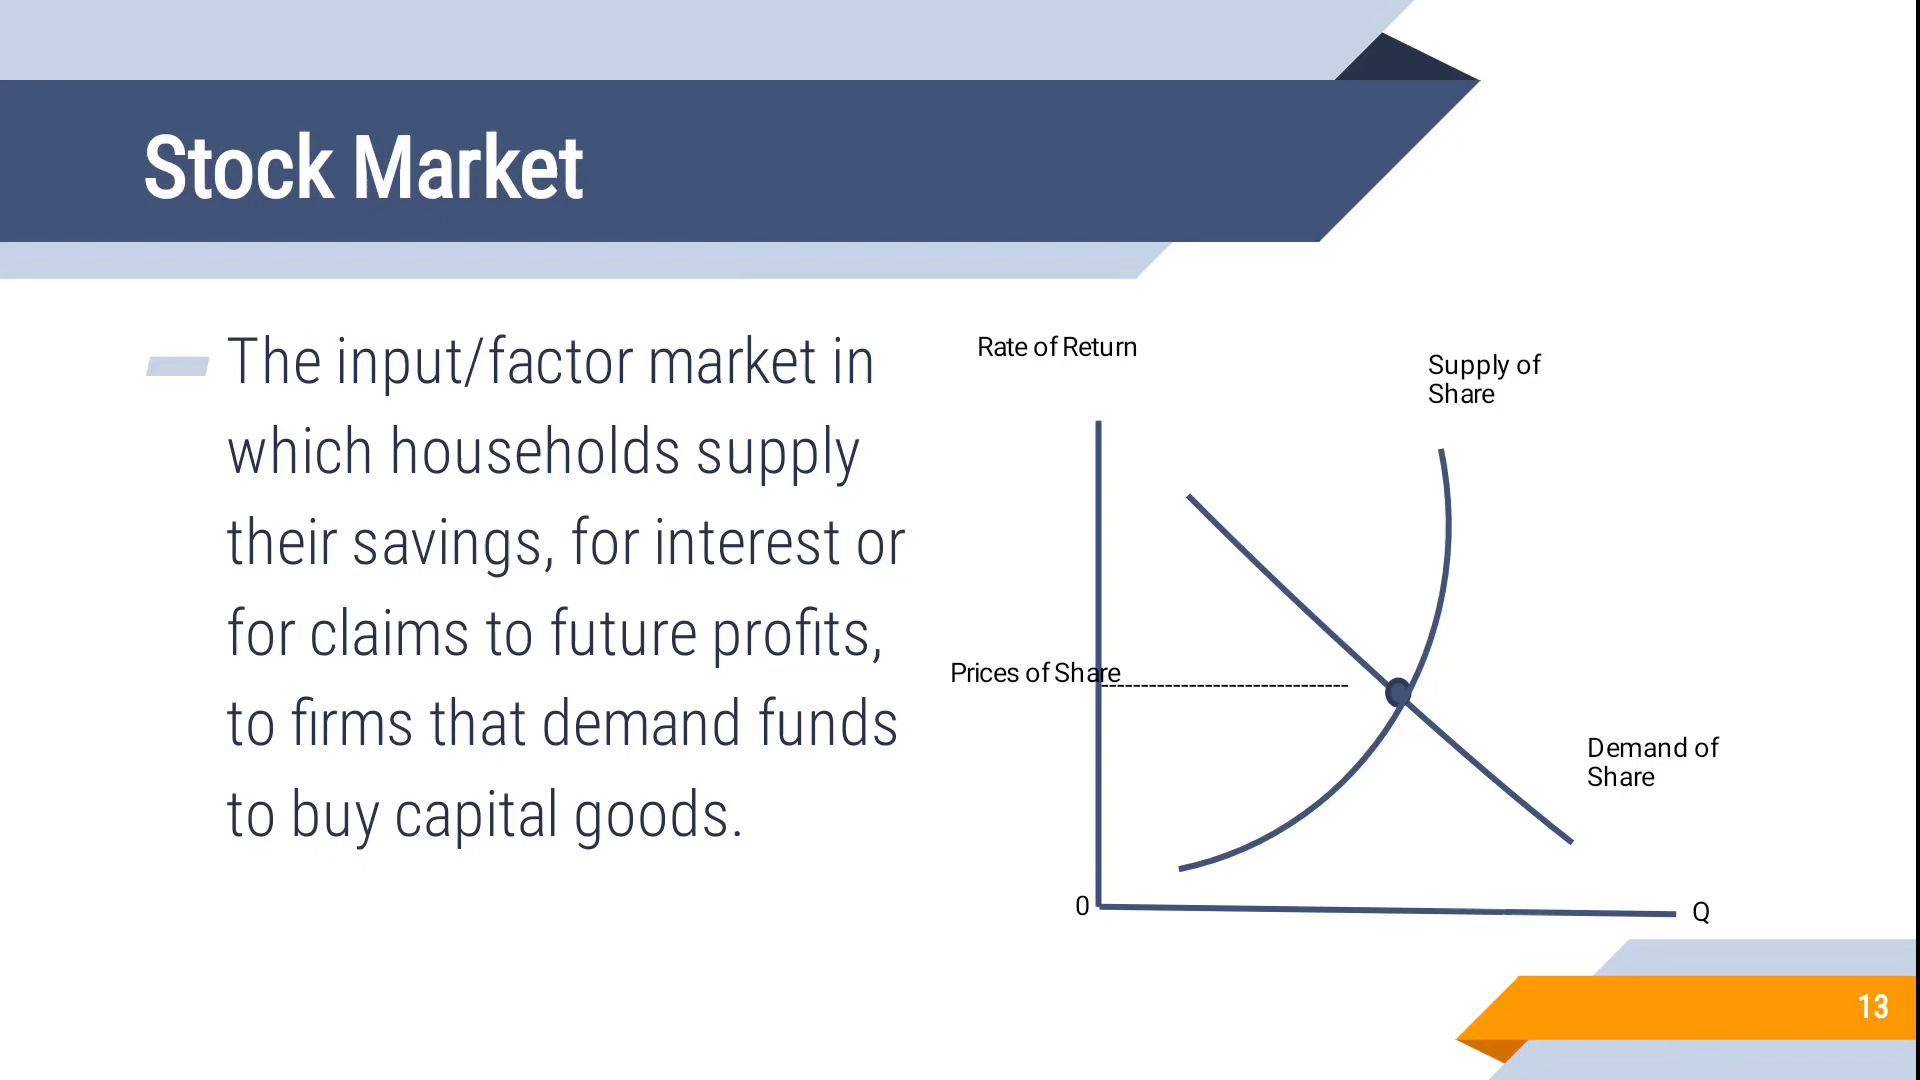 Stock Market
The input/factor market in
which households supply
their savings, for interest or
for claims to future profits,
to firms that demand funds
to buy capital goods.
Rate of Return
Supply of
Share
Prices of Share
Demand of
Share
0
Q
13